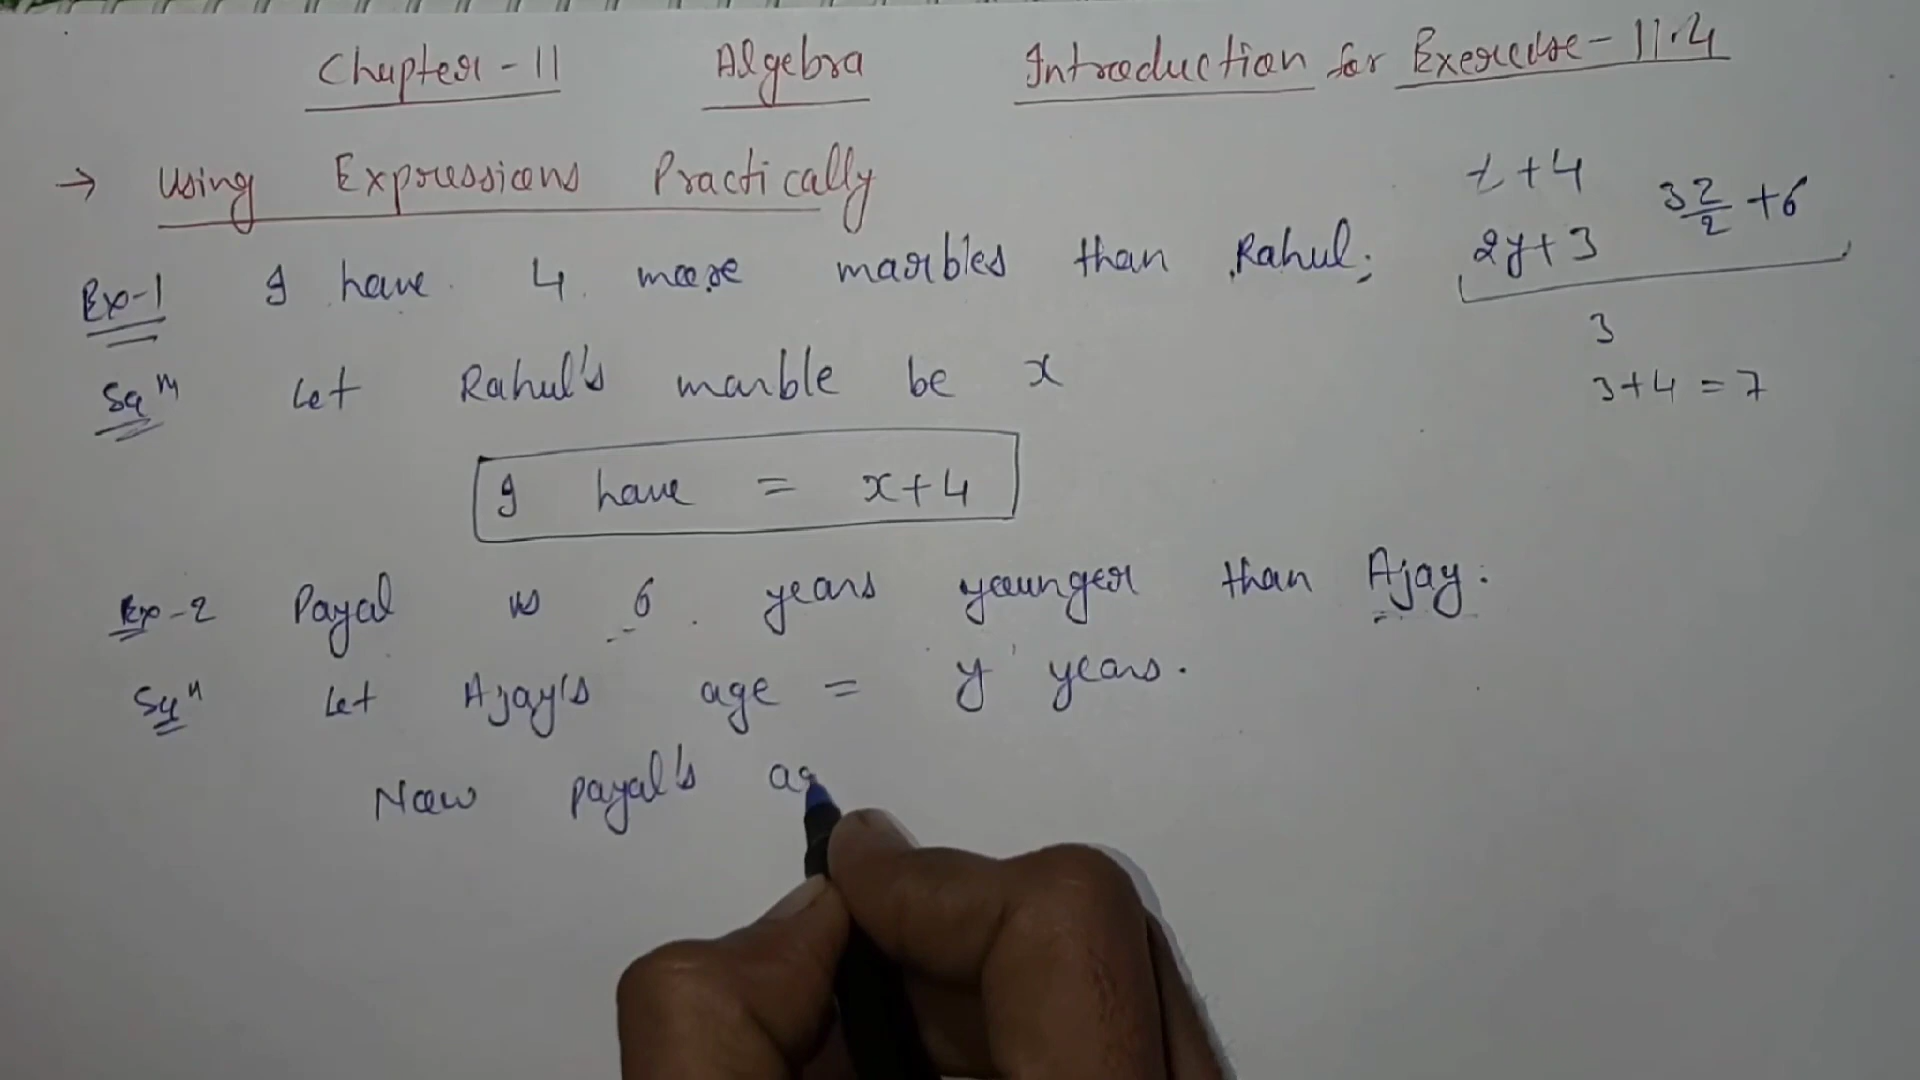 Chapter-11 Algebra Introduction for Exercise-11.4
→ Using Expressions Practically
Ex-1 I have 4 more marbles than Rahul.
x+4
2y+3
3z/2 +6
3
3+4=7
Solⁿ Let Rahul's marble be x
I have = x+4
Ex-2 Payal is 6 years younger than Ajay.
Solⁿ Let Ajay's age = y years.
Now Payal's ag